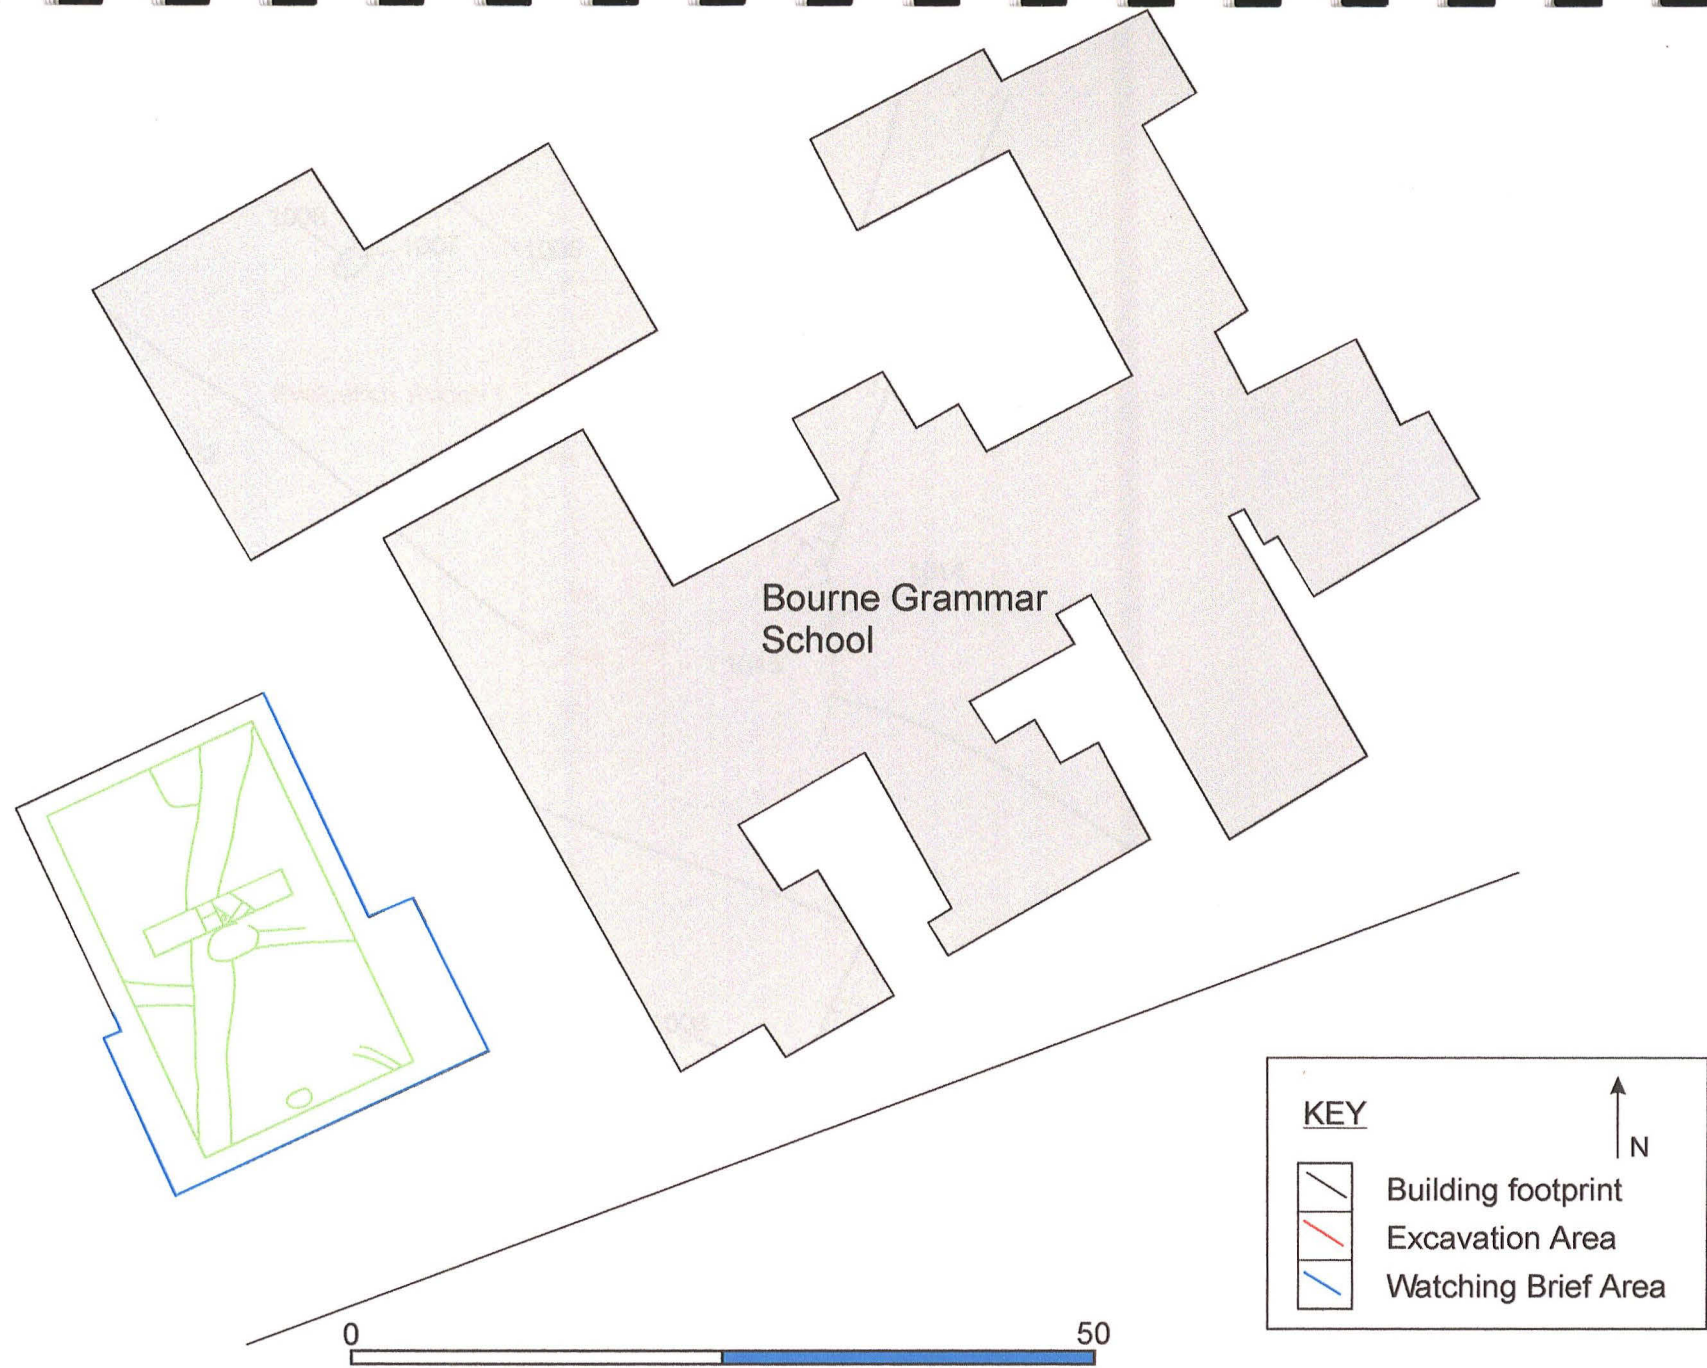 Bourne Grammar
School
KEY
N
Building footprint
Excavation Area
Watching Brief Area
0 50